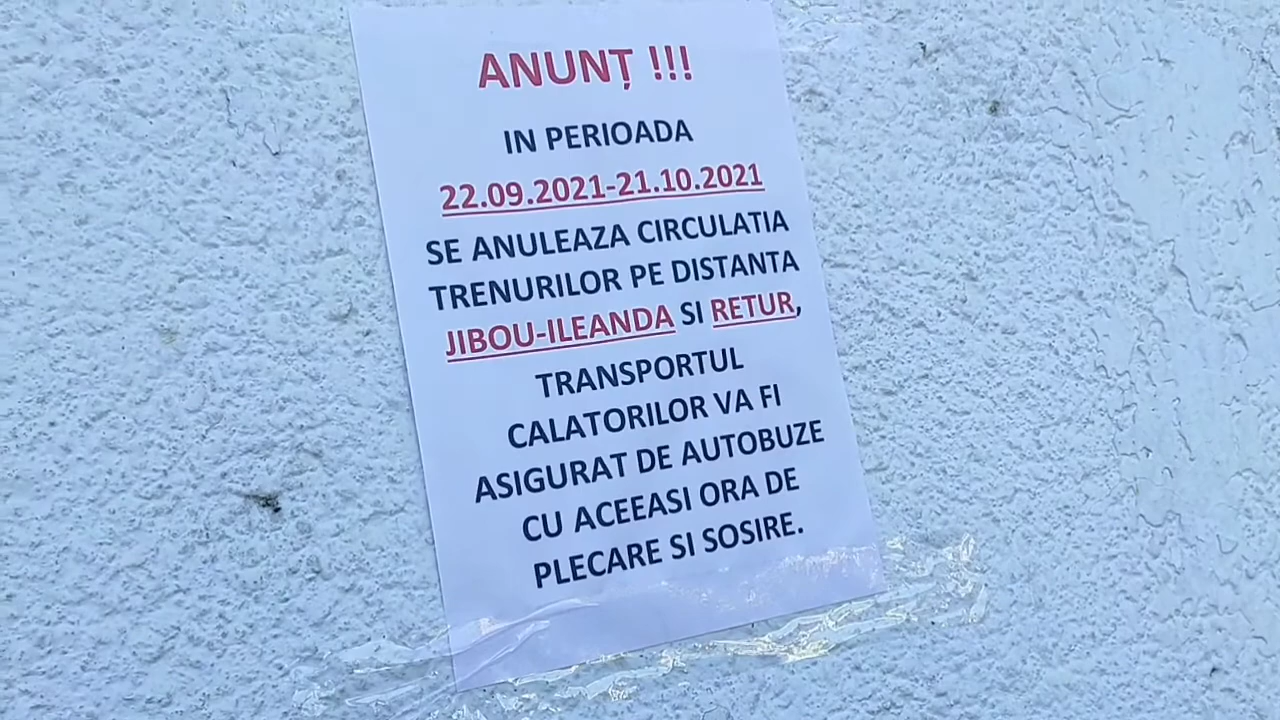 ANUNȚ !!!
IN PERIOADA
22.09.2021-21.10.2021
SE ANULEAZA CIRCULATIA
TRENURILOR PE DISTANTA
JIBOU-ILEANDA SI RETUR,
TRANSPORTUL
CALATORILOR VA FI
ASIGURAT DE AUTOBUZE
CU ACEEASI ORA DE
PLECARE SI SOSIRE.